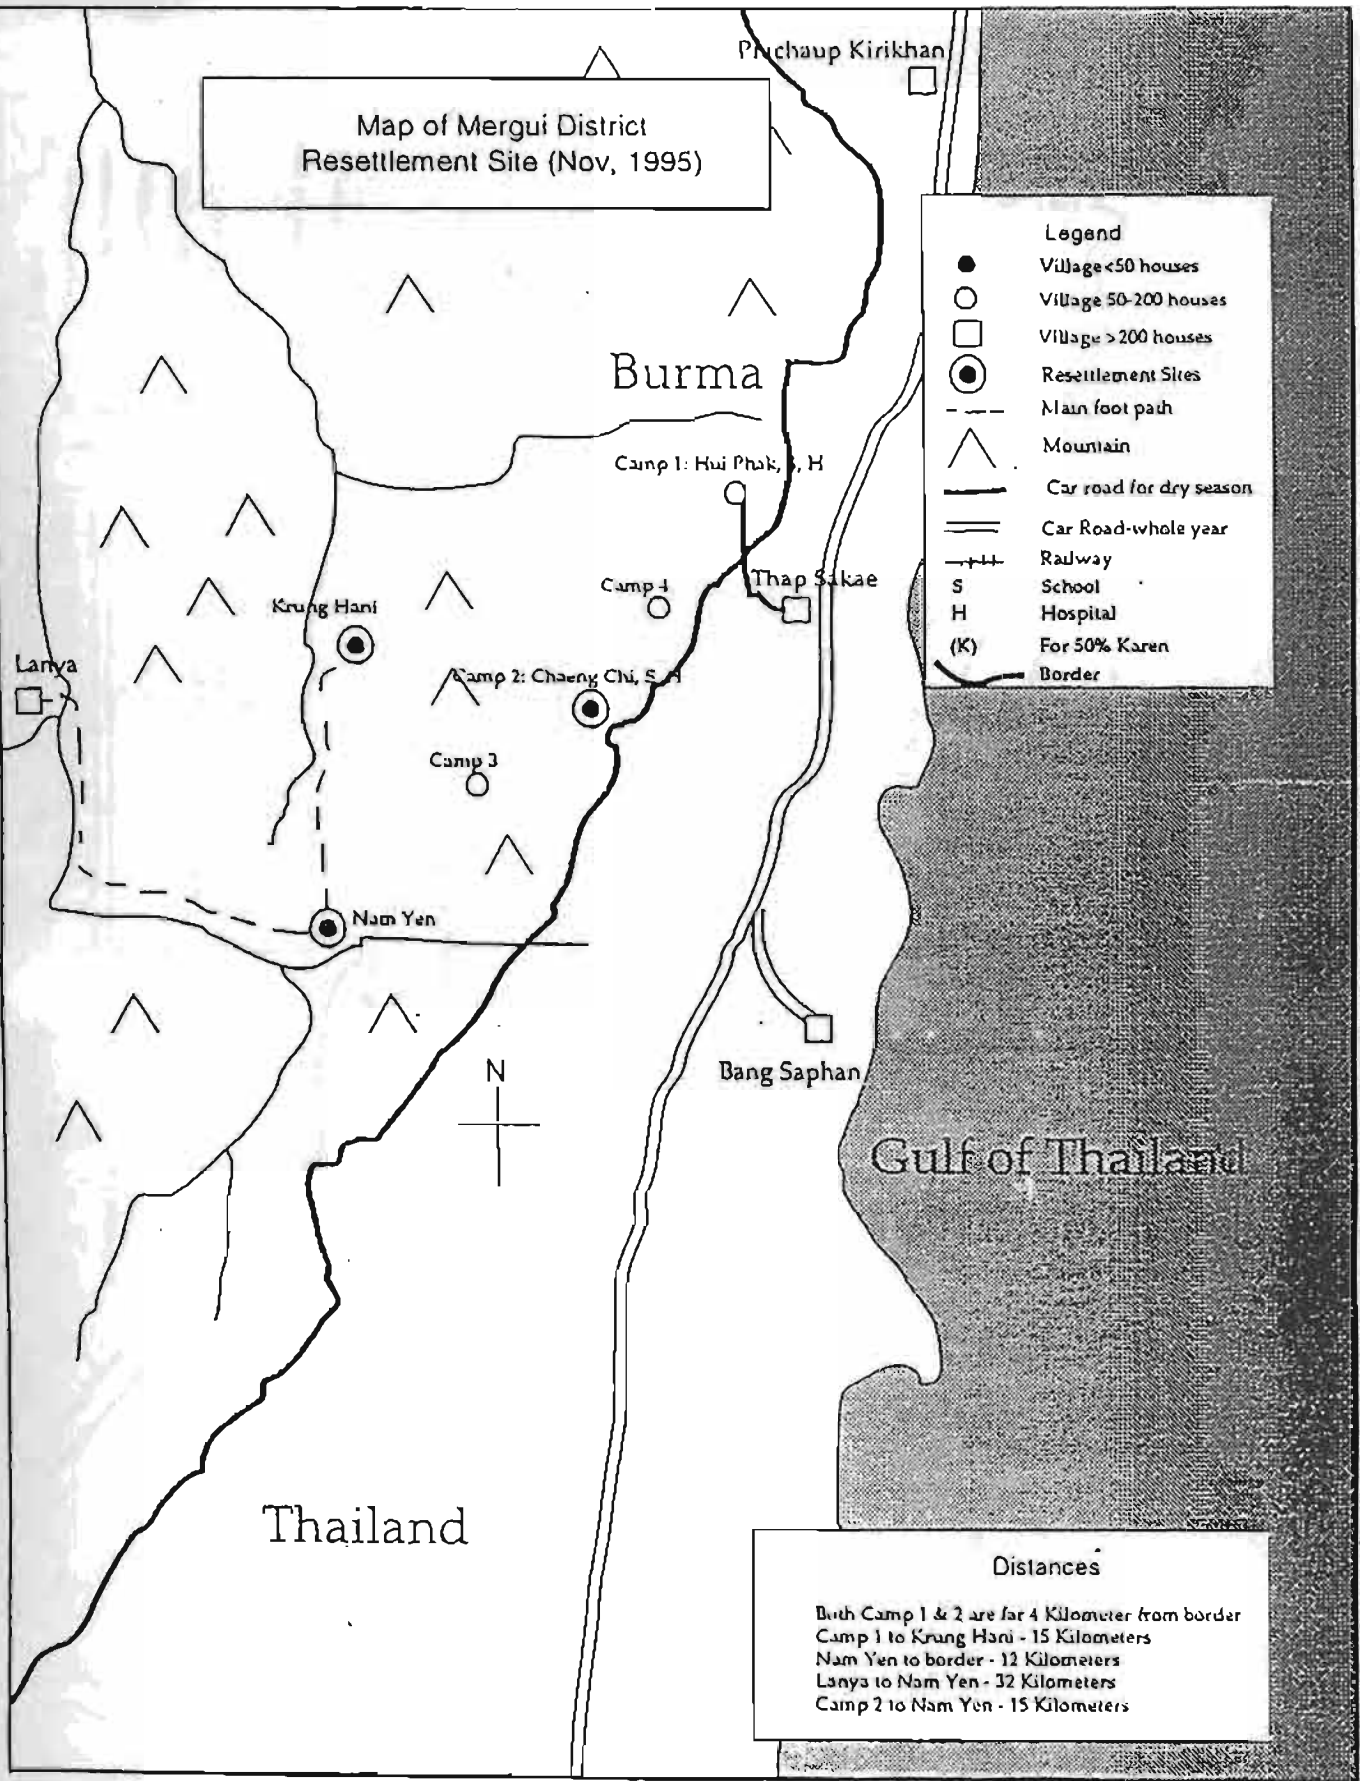 Prichaup Kirikhan
Map of Mergui District
Resettlement Site (Nov, 1995)
Legend
Village<50 houses
Village 50-200 houses
Village >200 houses
Resettlement Sites
Main foot path
Mountain
Car road for dry season
Car Road-whole year
Railway
S School
H Hospital
(K) For 50% Karen
Border
Burma
Camp 1: Hui Phak, S, H
Camp 4
Thap Sakae
Krung Hani
Lanya
Camp 2: Chaeng Chi, S, H
Camp 3
Nam Yen
N
Bang Saphan
Gulf of Thailand
Thailand
Distances
Both Camp 1 & 2 are far 4 Kilometer from border
Camp 1 to Krung Hani - 15 Kilometers
Nam Yen to border - 12 Kilometers
Lanya to Nam Yen - 32 Kilometers
Camp 2 to Nam Yen - 15 Kilometers